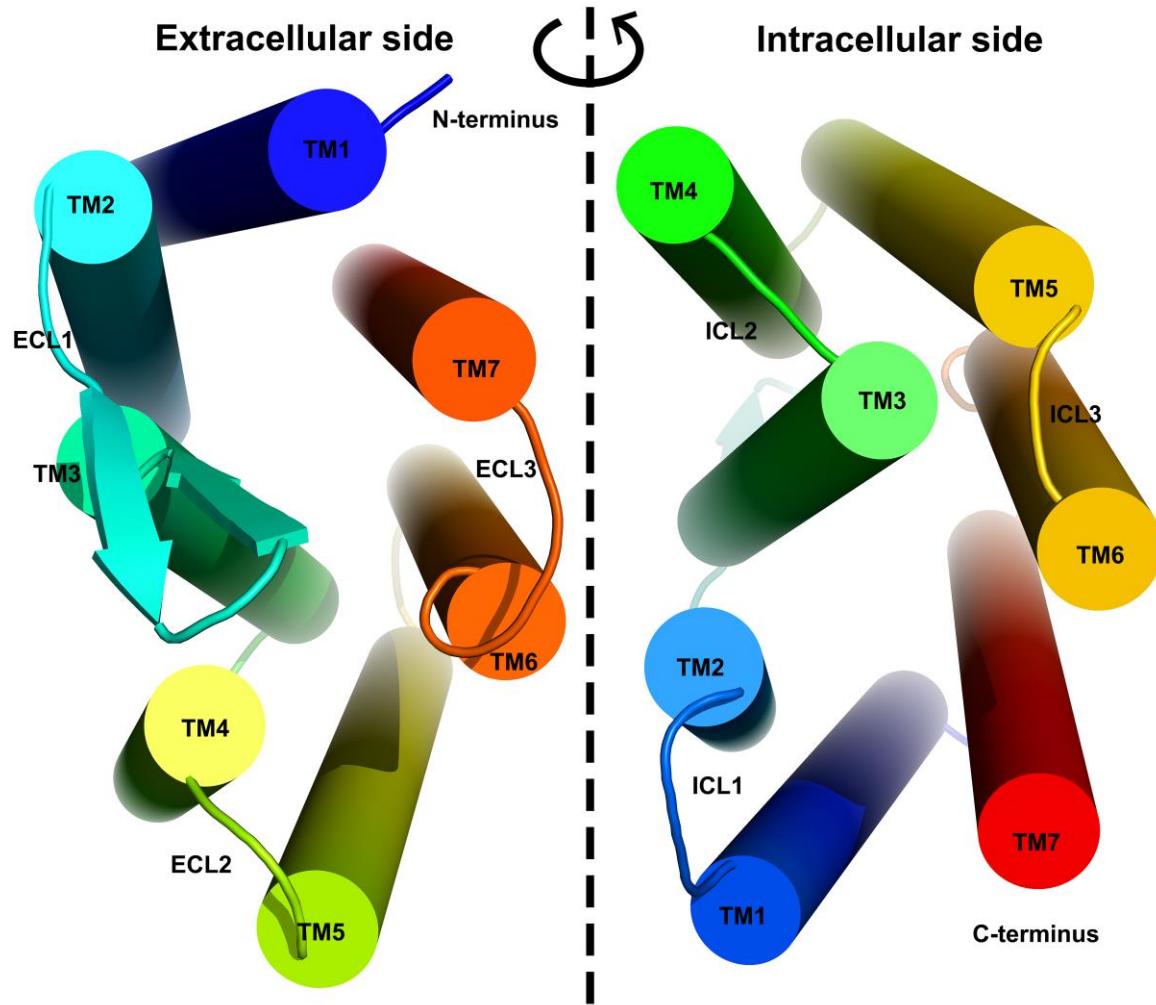 Extracellular side
N-terminus
TM1
TM2
ECL1
TM7
TM3
ECL3
TM6
TM4
ECL2
TM5
Intracellular side
TM4
TM5
ICL2
TM3
ICL3
TM6
TM2
ICL1
TM7
TM1
C-terminus